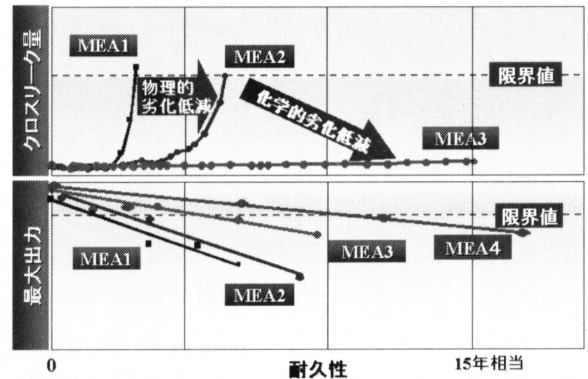 クロスリーク量
MEA1
MEA2
物理的
劣化低減
化学的劣化低減
限界値
MEA3
最大出力
限界値
MEA1
MEA2
MEA3
MEA4
0
耐久性
15年相当